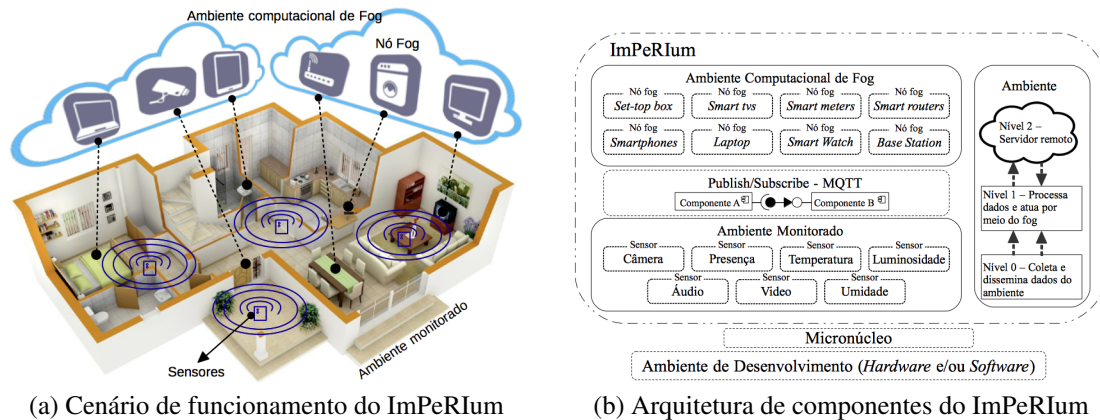 Ambiente computacional de Fog
Nó Fog
Sensores
Ambiente monitorado
(a) Cenário de funcionamento do ImPeRIum
ImPeRIum
Ambiente Computacional de Fog
Nó fog Nó fog Nó fog Nó fog
Set-top box Smart tvs Smart meters Smart routers
Nó fog Nó fog Nó fog Nó fog
Smartphones Laptop Smart Watch Base Station
Publish/Subscribe - MQTT
Componente A Componente B
Ambiente Monitorado
Sensor Sensor Sensor Sensor
Câmera Presença Temperatura Luminosidade
Sensor Sensor Sensor
Áudio Video Umidade
Ambiente
Nível 2 –
Servidor remoto
Nível 1 – Processa
dados e atua por
meio do fog
Nível 0 – Coleta e
dissemina dados do
ambiente
Micronúcleo
Ambiente de Desenvolvimento (Hardware e/ou Software)
(b) Arquitetura de componentes do ImPeRIum